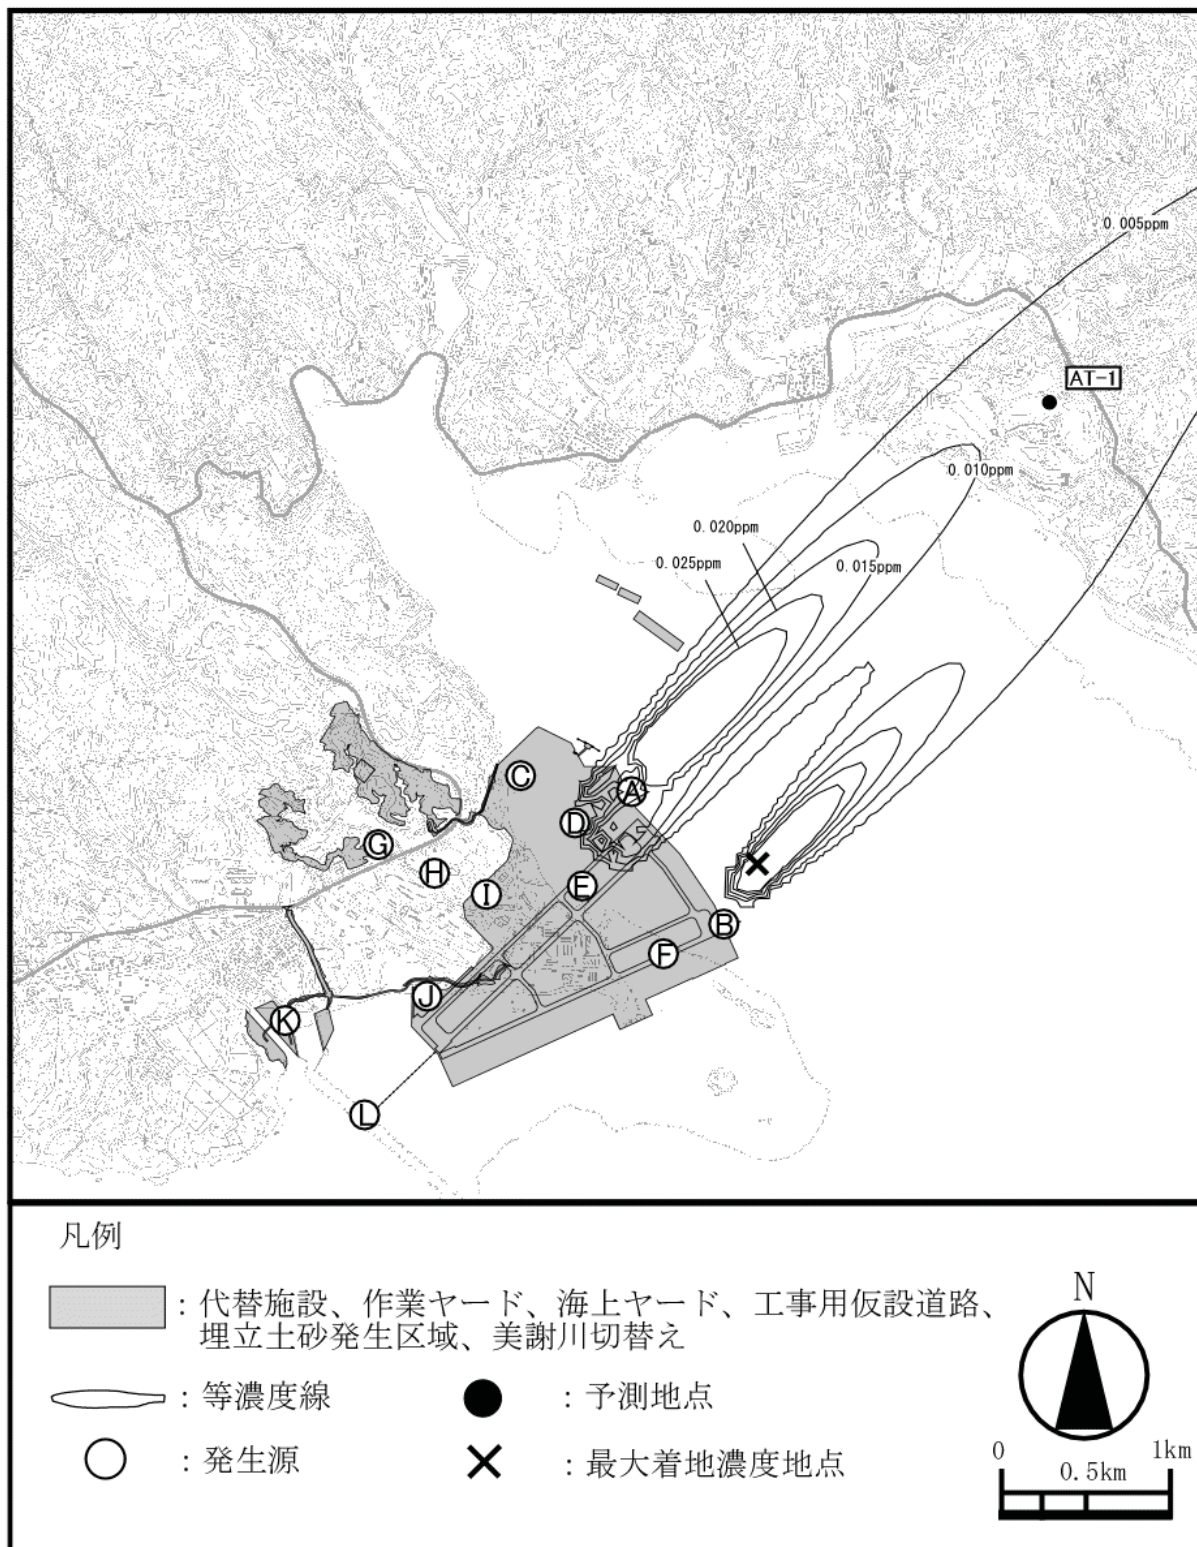 0.005ppm
AT-1
0.010ppm
0.020ppm
0.025ppm
0.015ppm
C
A
D
G
H
E
I
B
F
J
K
L
凡例
：代替施設、作業ヤード、海上ヤード、工事用仮設道路、
埋立土砂発生区域、美謝川切替え
：等濃度線
：予測地点
：発生源
：最大着地濃度地点
N
0
1km
0.5km